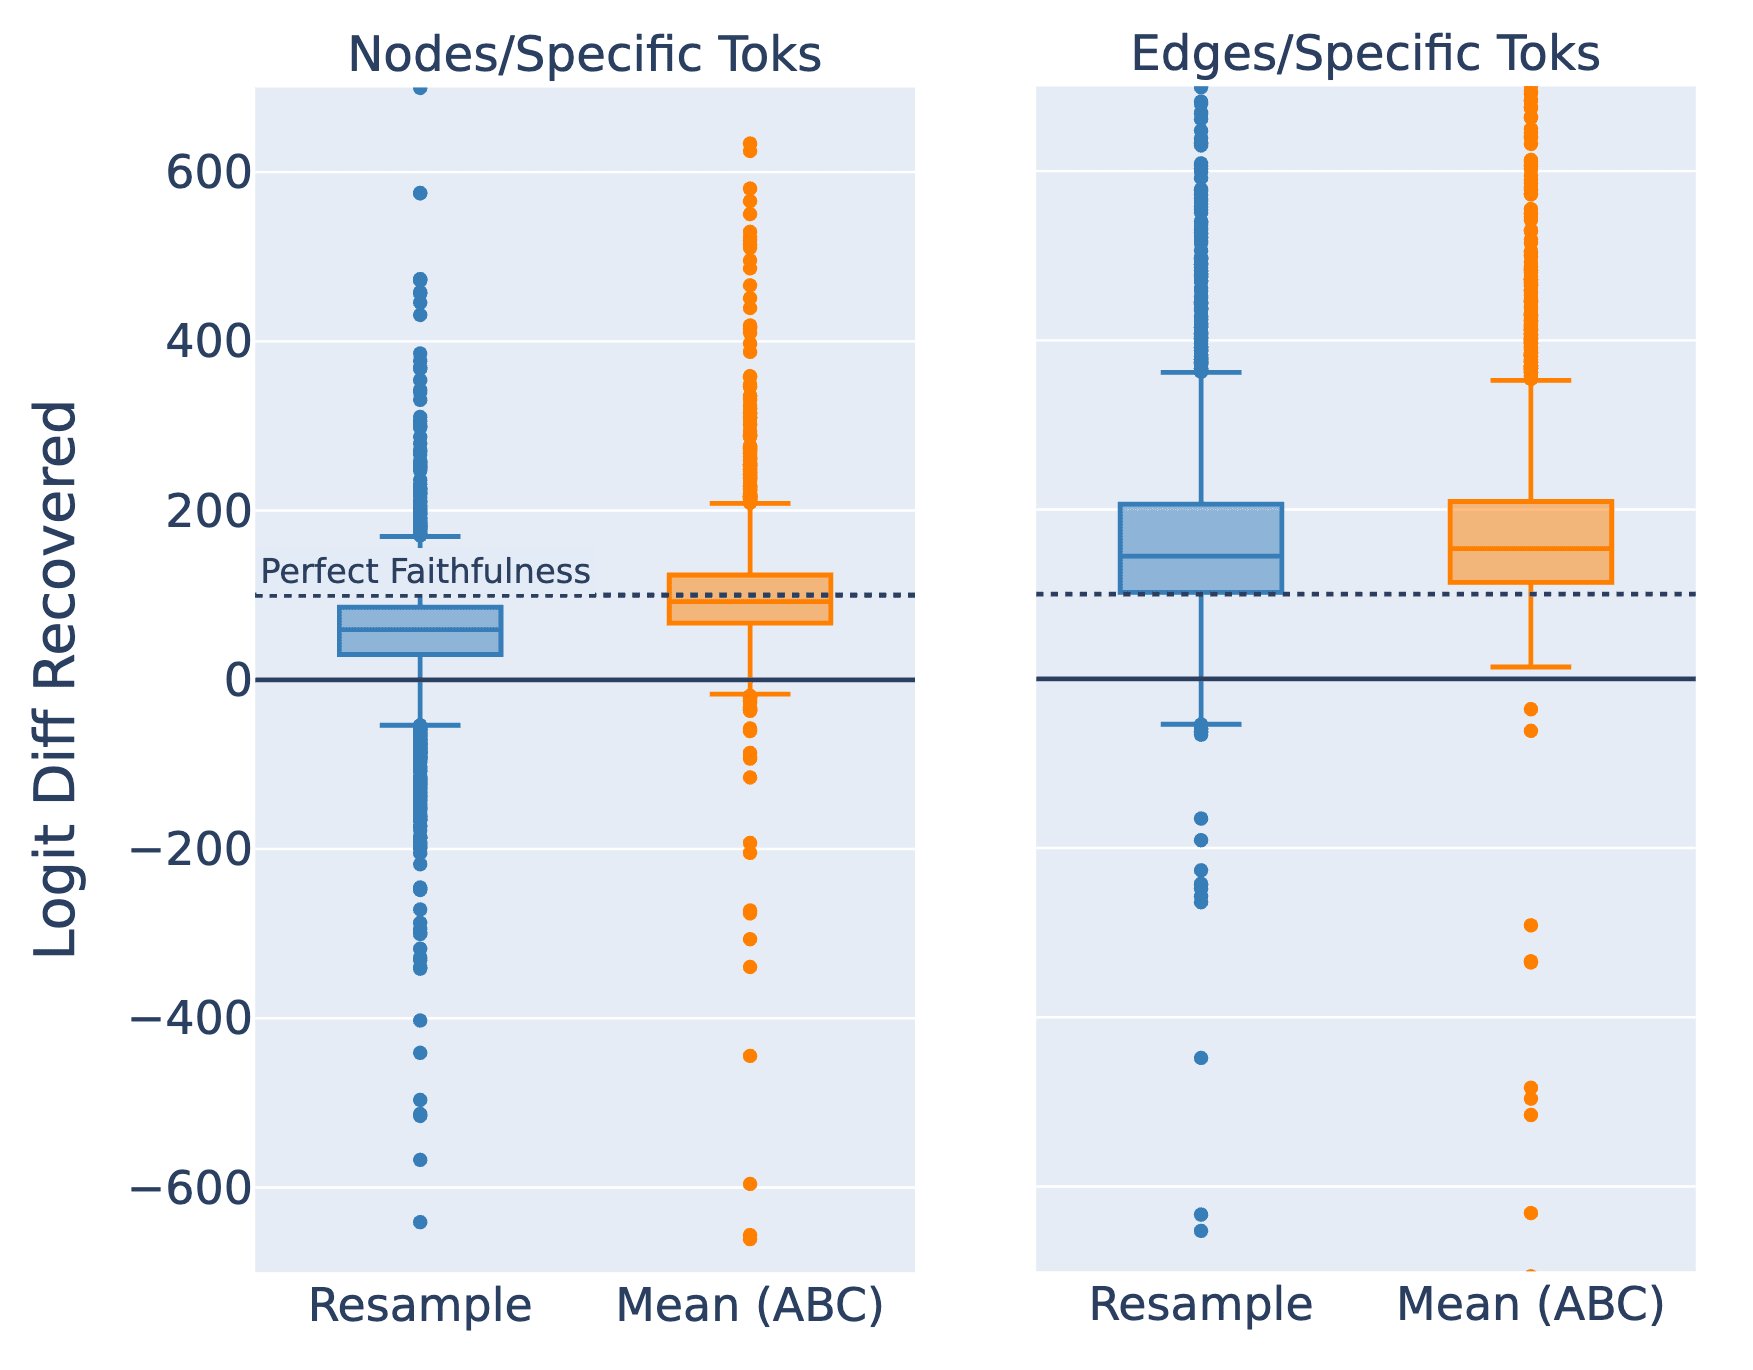 Nodes/Specific Toks
Edges/Specific Toks
Logit Diff Recovered
600
400
200
0
−200
−400
−600
Perfect Faithfulness
Resample
Mean (ABC)
Resample
Mean (ABC)